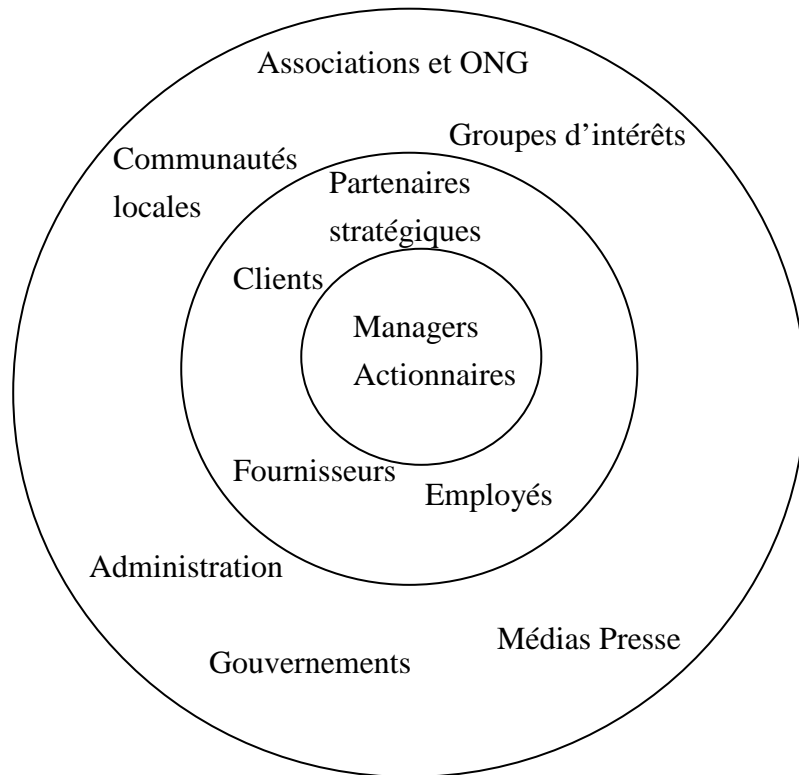 Associations et ONG
Groupes d’intérêts
Communautés
locales
Partenaires
stratégiques
Clients
Managers
Actionnaires
Fournisseurs
Employés
Administration
Médias Presse
Gouvernements